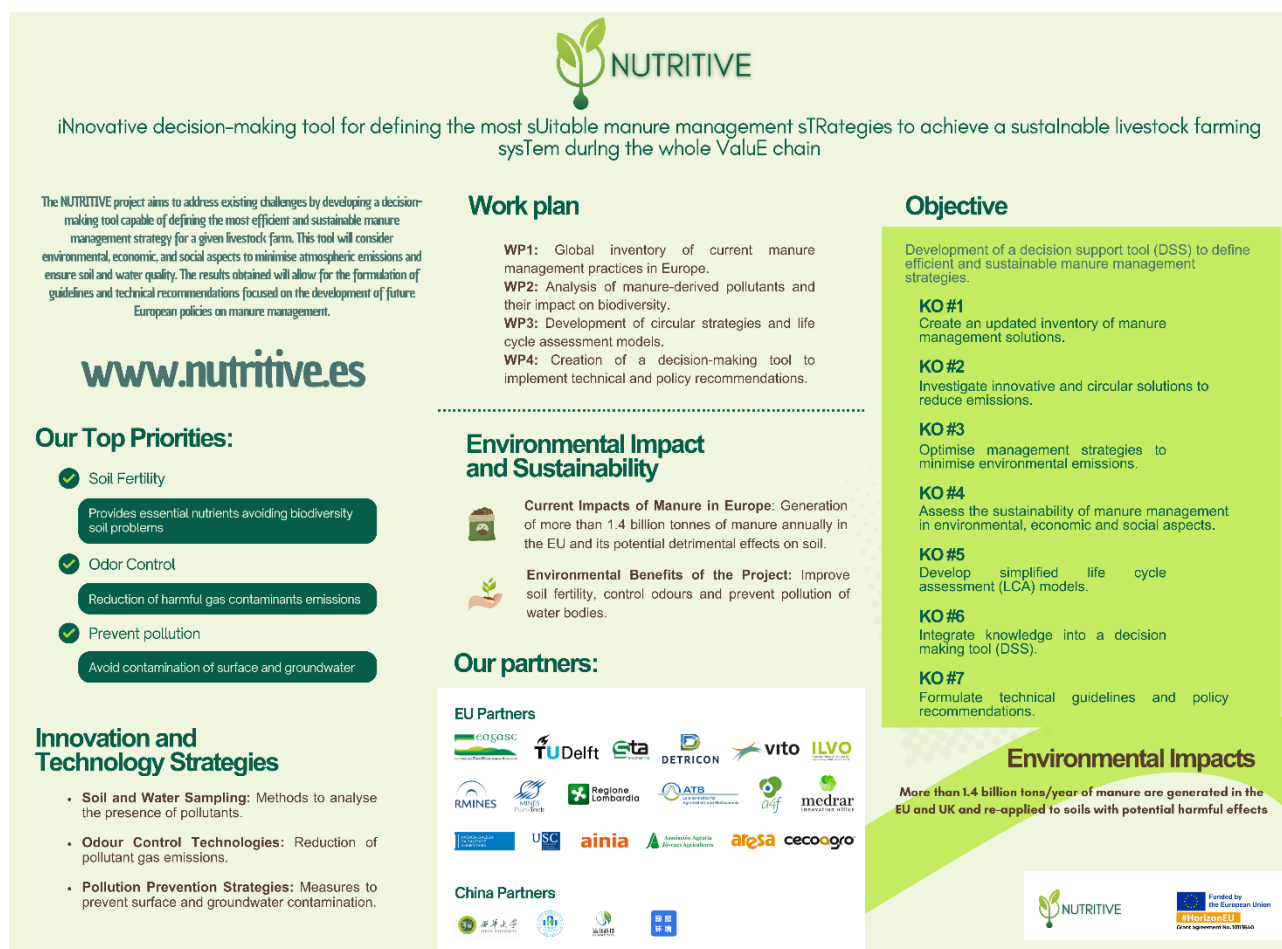 NUTRITIVE
iNnovative decision-making tool for defining the most sUitable manure management sTRategies to achieve a sustaInable livestock farming
sysTem durIng the whole ValuE chain
The NUTRITIVE project aims to address existing challenges by developing a decision-
making tool capable of defining the most efficient and sustainable manure
management strategy for a given livestock farm. This tool will consider
environmental, economic, and social aspects to minimise atmospheric emissions and
ensure soil and water quality. The results obtained will allow for the formulation of
guidelines and technical recommendations focused on the development of future
European policies on manure management.
www.nutritive.es
Our Top Priorities:
Soil Fertility
Provides essential nutrients avoiding biodiversity
soil problems
Odor Control
Reduction of harmful gas contaminants emissions
Prevent pollution
Avoid contamination of surface and groundwater
Innovation and
Technology Strategies
• Soil and Water Sampling: Methods to analyse
the presence of pollutants.
• Odour Control Technologies: Reduction of
pollutant gas emissions.
• Pollution Prevention Strategies: Measures to
prevent surface and groundwater contamination.
Work plan
WP1: Global inventory of current manure
management practices in Europe.
WP2: Analysis of manure-derived pollutants and
their impact on biodiversity.
WP3: Development of circular strategies and life
cycle assessment models.
WP4: Creation of a decision-making tool to
implement technical and policy recommendations.
Environmental Impact
and Sustainability
Current Impacts of Manure in Europe: Generation
of more than 1.4 billion tonnes of manure annually in
the EU and its potential detrimental effects on soil.
Environmental Benefits of the Project: Improve
soil fertility, control odours and prevent pollution of
water bodies.
Our partners:
EU Partners
eagasc
TU Delft
sta
engineering
DETRICON
vito
ILVO
RMINES
MINES
ParisTech
Regione
Lombardia
ATB
a4f
medrar
innovation office
USC
ainia
Asociación Agraria
Jóvenes Agricultores
aresa
cecoagro
China Partners
Objective
Development of a decision support tool (DSS) to define
efficient and sustainable manure management
strategies.
KO #1
Create an updated inventory of manure
management solutions.
KO #2
Investigate innovative and circular solutions to
reduce emissions.
KO #3
Optimise management strategies to
minimise environmental emissions.
KO #4
Assess the sustainability of manure management
in environmental, economic and social aspects.
KO #5
Develop simplified life cycle
assessment (LCA) models.
KO #6
Integrate knowledge into a decision
making tool (DSS).
KO #7
Formulate technical guidelines and policy
recommendations.
Environmental Impacts
More than 1.4 billion tons/year of manure are generated in the
EU and UK and re-applied to soils with potential harmful effects
NUTRITIVE
Funded by
the European Union
#HorizonEU
Grant agreement No.